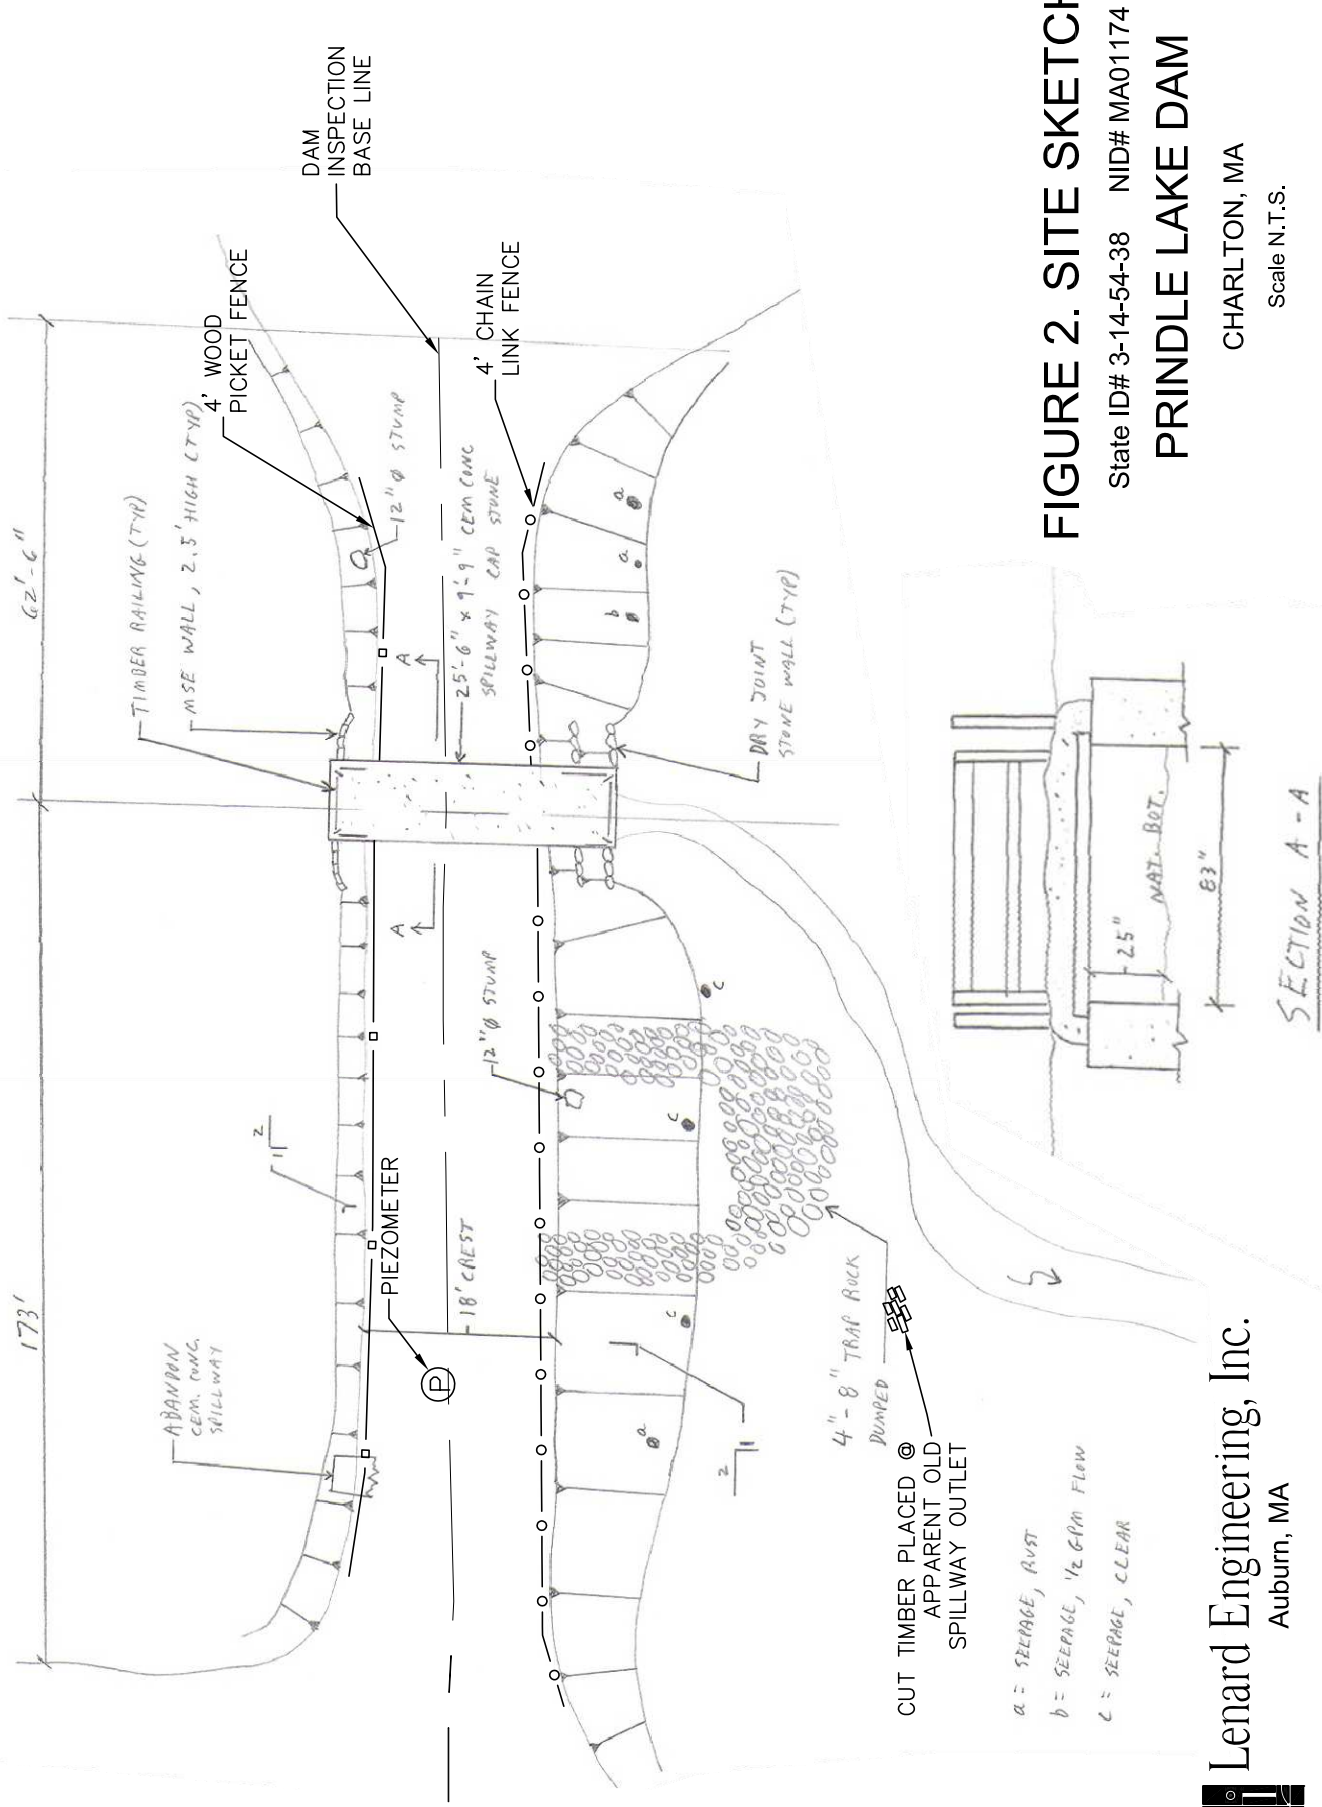 173'
62'-6"
ABANDON
CEM. CONC.
SPILLWAY
TIMBER RAILING (TYP)
MSE WALL, 2.5' HIGH (TYP)
4' WOOD
PICKET FENCE
DAM
INSPECTION
BASE LINE
2
1
12"Ø STUMP
PIEZOMETER
P
18' CREST
A
A
25'-6" x 9'-9" CEM CONC
SPILLWAY CAP STONE
4' CHAIN
LINK FENCE
12"Ø STUMP
a
c
c
c
b
a
a
2
1
DRY JOINT
STONE WALL (TYP)
4"-8" TRAP ROCK
DUMPED
CUT TIMBER PLACED @
APPARENT OLD
SPILLWAY OUTLET
a = SEEPAGE, RUST
b = SEEPAGE, 1/2 GPM FLOW
c = SEEPAGE, CLEAR
25"
NAT. BOT.
83"
SECTION A-A
FIGURE 2. SITE SKETCH
State ID# 3-14-54-38 NID# MA01174
PRINDLE LAKE DAM
CHARLTON, MA
Scale N.T.S.
Lenard Engineering, Inc.
Auburn, MA